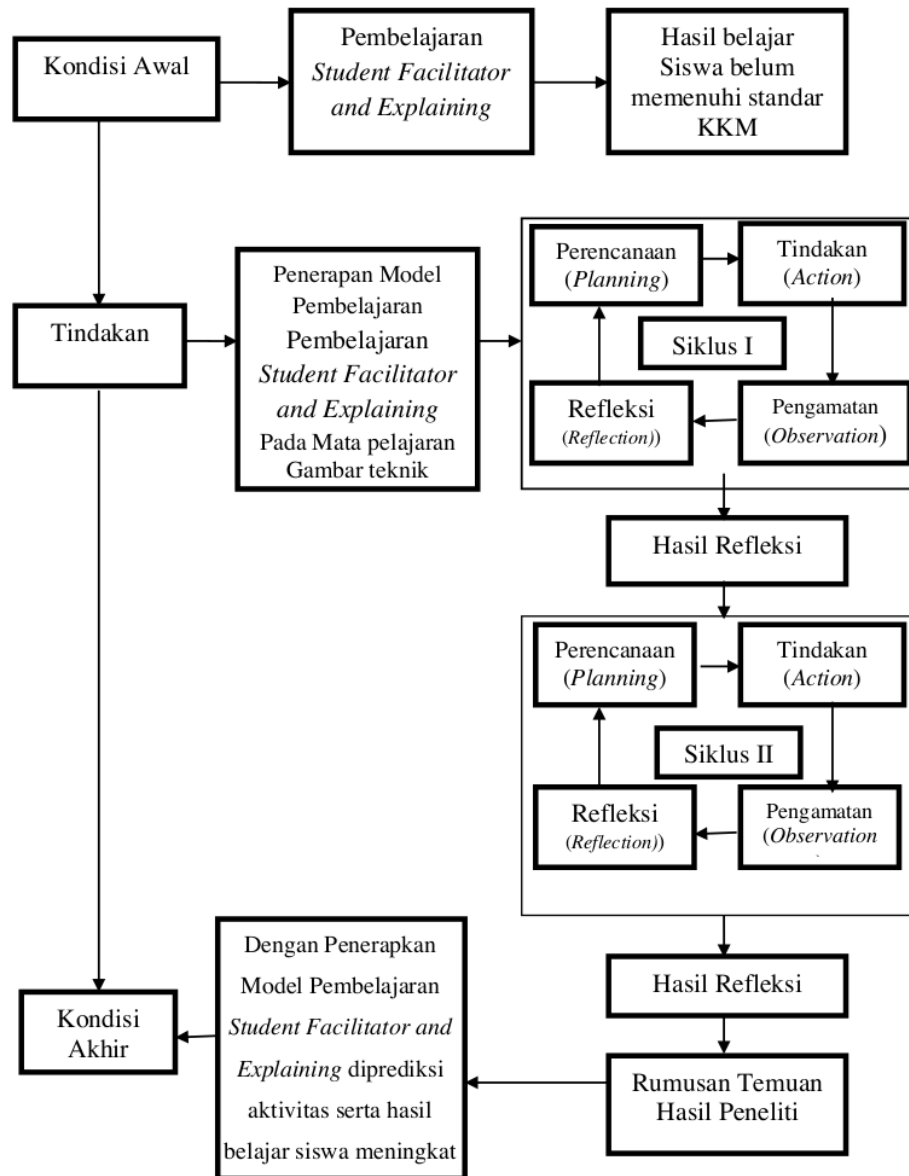 Kondisi Awal
Pembelajaran
Student Facilitator
and Explaining
Hasil belajar
Siswa belum
memenuhi standar
KKM
Tindakan
Penerapan Model
Pembelajaran
Pembelajaran
Student Facilitator
and Explaining
Pada Mata pelajaran
Gambar teknik
Perencanaan
(Planning)
Tindakan
(Action)
Siklus I
Refleksi
(Reflection))
Pengamatan
(Observation)
Hasil Refleksi
Perencanaan
(Planning)
Tindakan
(Action)
Siklus II
Refleksi
(Reflection))
Pengamatan
(Observation
Hasil Refleksi
Rumusan Temuan
Hasil Peneliti
Dengan Penerapkan
Model Pembelajaran
Student Facilitator and
Explaining diprediksi
aktivitas serta hasil
belajar siswa meningkat
Kondisi
Akhir